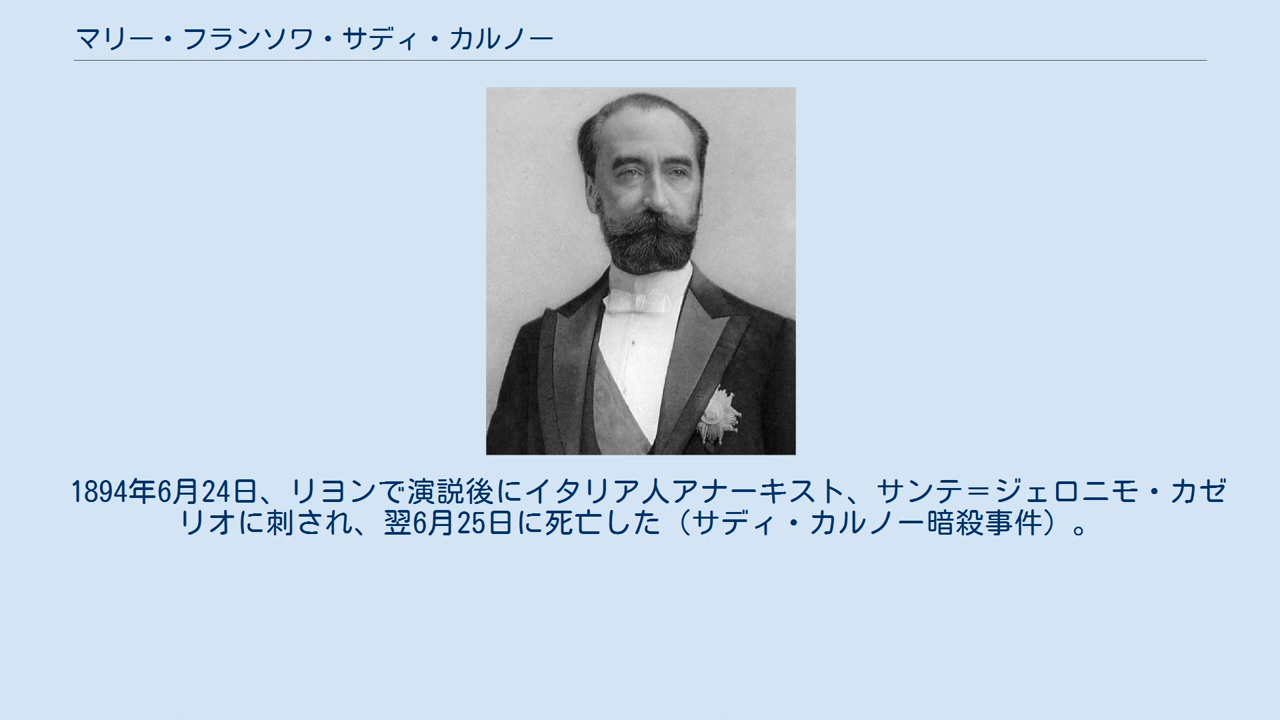 マリー・フランソワ・サディ・カルノー
1894年6月24日、リヨンで演説後にイタリア人アナーキスト、サンテ＝ジェロニモ・カゼ
リオに刺され、翌6月25日に死亡した（サディ・カルノー暗殺事件）。